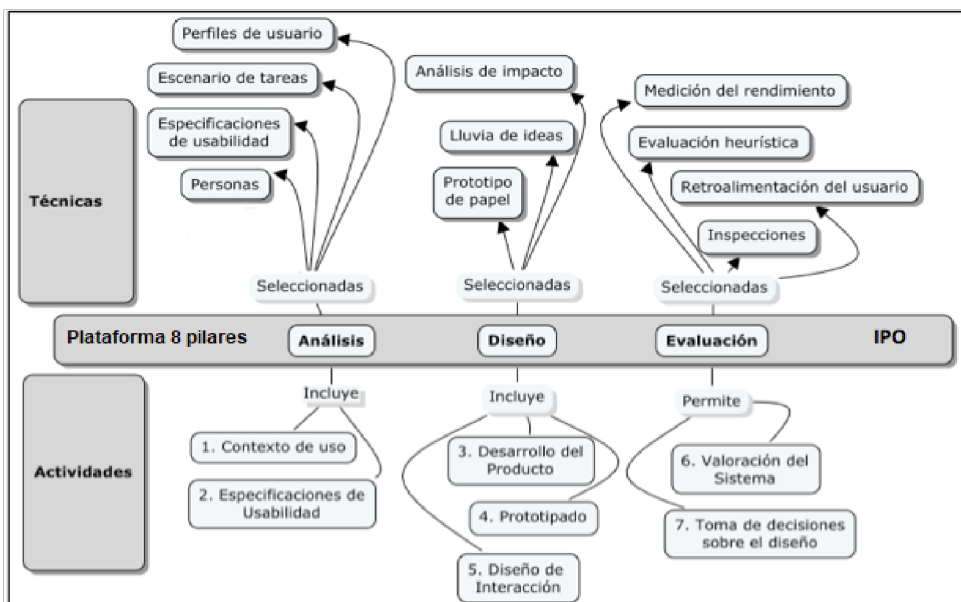 Perfiles de usuario
Escenario de tareas
Especificaciones
de usabilidad
Personas
Análisis de impacto
Lluvia de ideas
Prototipo
de papel
Medición del rendimiento
Evaluación heurística
Retroalimentación del usuario
Inspecciones
Técnicas
Seleccionadas
Seleccionadas
Seleccionadas
Plataforma 8 pilares
Análisis
Diseño
Evaluación
IPO
Incluye
Incluye
Permite
Actividades
1. Contexto de uso
2. Especificaciones de
Usabilidad
3. Desarrollo del
Producto
4. Prototipado
5. Diseño de
Interacción
6. Valoración del
Sistema
7. Toma de decisiones
sobre el diseño